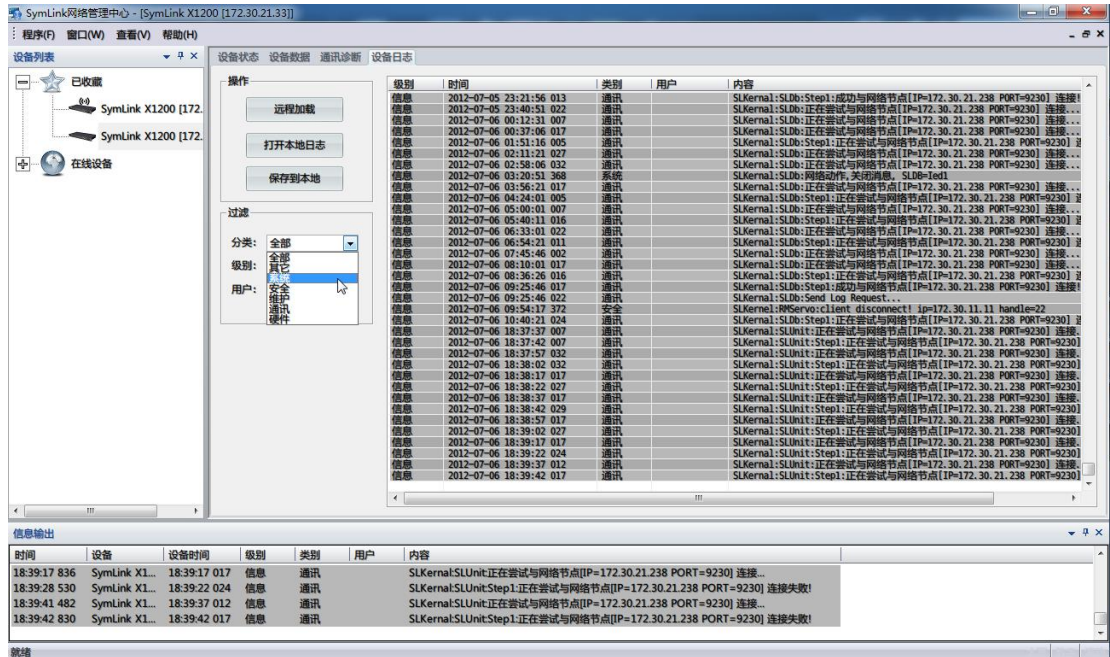 SymLink网络管理中心 - [SymLink X1200 [172.30.21.33]]
程序(F) 窗口(W) 查看(V) 帮助(H)
设备列表
设备状态 设备数据 通讯诊断 设备日志
已收藏
SymLink X1200 [172.
SymLink X1200 [172.
在线设备
操作
远程加载
打开本地日志
保存到本地
过滤
分类: 全部
级别:
用户:
全部
其它
系统
安全
维护
通讯
硬件
级别 时间 类别 用户 内容
信息 2012-07-05 23:21:56 013 通讯 SLKernal:SLDb:Step1:成功与网络节点[IP=172.30.21.238 PORT=9230] 连接!
信息 2012-07-05 23:40:51 022 通讯 SLKernal:SLDb:正在尝试与网络节点[IP=172.30.21.238 PORT=9230] 连接...
信息 2012-07-06 00:12:31 007 通讯 SLKernal:SLDb:正在尝试与网络节点[IP=172.30.21.238 PORT=9230] 连接...
信息 2012-07-06 00:37:06 017 通讯 SLKernal:SLDb:正在尝试与网络节点[IP=172.30.21.238 PORT=9230] 连接...
信息 2012-07-06 01:51:16 005 通讯 SLKernal:SLDb:Step1:正在尝试与网络节点[IP=172.30.21.238 PORT=9230]
信息 2012-07-06 02:11:21 027 通讯 SLKernal:SLDb:正在尝试与网络节点[IP=172.30.21.238 PORT=9230] 连接...
信息 2012-07-06 02:58:06 032 通讯 SLKernal:SLDb:正在尝试与网络节点[IP=172.30.21.238 PORT=9230] 连接...
信息 2012-07-06 03:20:51 368 系统 SLKernal:SLDb:网络动作,关闭消息, SLDB=Ied1
信息 2012-07-06 03:56:21 017 通讯 SLKernal:SLDb:正在尝试与网络节点[IP=172.30.21.238 PORT=9230] 连接...
信息 2012-07-06 04:24:01 005 通讯 SLKernal:SLDb:Step1:正在尝试与网络节点[IP=172.30.21.238 PORT=9230]
信息 2012-07-06 05:00:01 007 通讯 SLKernal:SLDb:正在尝试与网络节点[IP=172.30.21.238 PORT=9230] 连接...
信息 2012-07-06 05:40:11 016 通讯 SLKernal:SLDb:Step1:正在尝试与网络节点[IP=172.30.21.238 PORT=9230]
信息 2012-07-06 06:33:01 022 通讯 SLKernal:SLDb:正在尝试与网络节点[IP=172.30.21.238 PORT=9230] 连接...
信息 2012-07-06 06:54:21 011 通讯 SLKernal:SLDb:Step1:正在尝试与网络节点[IP=172.30.21.238 PORT=9230]
信息 2012-07-06 07:45:46 002 通讯 SLKernal:SLDb:正在尝试与网络节点[IP=172.30.21.238 PORT=9230] 连接...
信息 2012-07-06 08:10:01 017 通讯 SLKernal:SLDb:正在尝试与网络节点[IP=172.30.21.238 PORT=9230] 连接...
信息 2012-07-06 08:36:26 016 通讯 SLKernal:SLDb:Step1:正在尝试与网络节点[IP=172.30.21.238 PORT=9230]
信息 2012-07-06 09:25:46 017 通讯 SLKernal:SLDb:Step1:成功与网络节点[IP=172.30.21.238 PORT=9230] 连接!
信息 2012-07-06 09:25:46 022 通讯 SLKernal:SLDb:Send Log Request...
信息 2012-07-06 09:54:17 372 安全 SLKernel:RMServo:client disconnect! ip=172.30.11.11 handle=22
信息 2012-07-06 10:40:21 024 通讯 SLKernal:SLDb:Step1:正在尝试与网络节点[IP=172.30.21.238 PORT=9230]
信息 2012-07-06 18:37:37 007 通讯 SLKernal:SLUnit:正在尝试与网络节点[IP=172.30.21.238 PORT=9230] 连接.
信息 2012-07-06 18:37:42 007 通讯 SLKernal:SLUnit:Step1:正在尝试与网络节点[IP=172.30.21.238 PORT=9230]
信息 2012-07-06 18:37:57 032 通讯 SLKernal:SLUnit:正在尝试与网络节点[IP=172.30.21.238 PORT=9230] 连接.
信息 2012-07-06 18:38:02 032 通讯 SLKernal:SLUnit:Step1:正在尝试与网络节点[IP=172.30.21.238 PORT=9230]
信息 2012-07-06 18:38:17 017 通讯 SLKernal:SLUnit:正在尝试与网络节点[IP=172.30.21.238 PORT=9230] 连接.
信息 2012-07-06 18:38:22 027 通讯 SLKernal:SLUnit:Step1:正在尝试与网络节点[IP=172.30.21.238 PORT=9230]
信息 2012-07-06 18:38:37 017 通讯 SLKernal:SLUnit:正在尝试与网络节点[IP=172.30.21.238 PORT=9230] 连接.
信息 2012-07-06 18:38:42 029 通讯 SLKernal:SLUnit:Step1:正在尝试与网络节点[IP=172.30.21.238 PORT=9230]
信息 2012-07-06 18:38:57 017 通讯 SLKernal:SLUnit:正在尝试与网络节点[IP=172.30.21.238 PORT=9230] 连接.
信息 2012-07-06 18:39:02 027 通讯 SLKernal:SLUnit:Step1:正在尝试与网络节点[IP=172.30.21.238 PORT=9230]
信息 2012-07-06 18:39:17 017 通讯 SLKernal:SLUnit:正在尝试与网络节点[IP=172.30.21.238 PORT=9230] 连接.
信息 2012-07-06 18:39:22 024 通讯 SLKernal:SLUnit:Step1:正在尝试与网络节点[IP=172.30.21.238 PORT=9230]
信息 2012-07-06 18:39:37 012 通讯 SLKernal:SLUnit:正在尝试与网络节点[IP=172.30.21.238 PORT=9230] 连接.
信息 2012-07-06 18:39:42 017 通讯 SLKernal:SLUnit:Step1:正在尝试与网络节点[IP=172.30.21.238 PORT=9230]
信息输出
时间 设备 设备时间 级别 类别 用户 内容
18:39:17 836 SymLink X1... 18:39:17 017 信息 通讯 SLKernal:SLUnit:正在尝试与网络节点[IP=172.30.21.238 PORT=9230] 连接...
18:39:28 530 SymLink X1... 18:39:22 024 信息 通讯 SLKernal:SLUnit:Step1:正在尝试与网络节点[IP=172.30.21.238 PORT=9230] 连接失败!
18:39:41 482 SymLink X1... 18:39:37 012 信息 通讯 SLKernal:SLUnit:正在尝试与网络节点[IP=172.30.21.238 PORT=9230] 连接...
18:39:42 830 SymLink X1... 18:39:42 017 信息 通讯 SLKernal:SLUnit:Step1:正在尝试与网络节点[IP=172.30.21.238 PORT=9230] 连接失败!
就绪